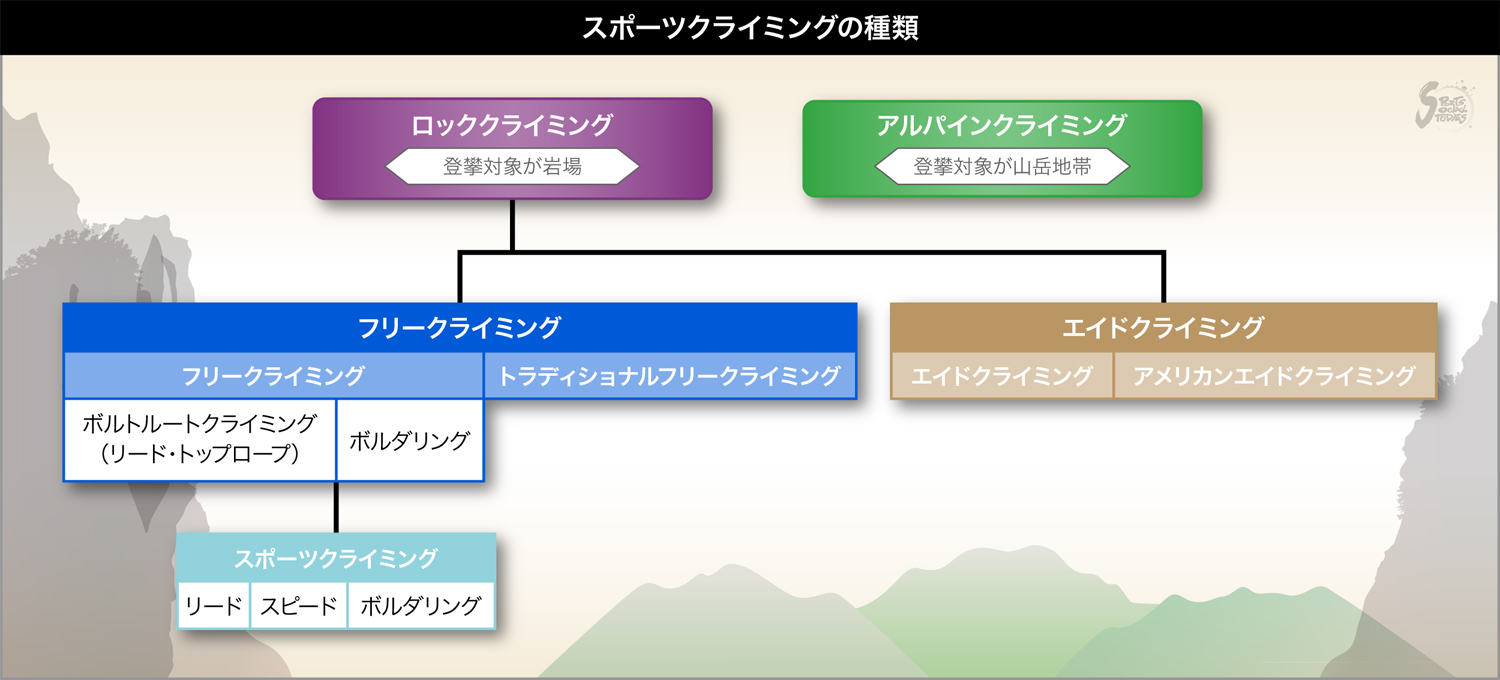 スポーツクライミングの種類
ロッククライミング
登攀対象が岩場
アルパインクライミング
登攀対象が山岳地帯
SPORTS SOCIAL STUDIES
フリークライミング
エイドクライミング
フリークライミング
トラディショナルフリークライミング
エイドクライミング
アメリカンエイドクライミング
ボルトルートクライミング
（リード・トップロープ）
ボルダリング
スポーツクライミング
リード
スピード
ボルダリング